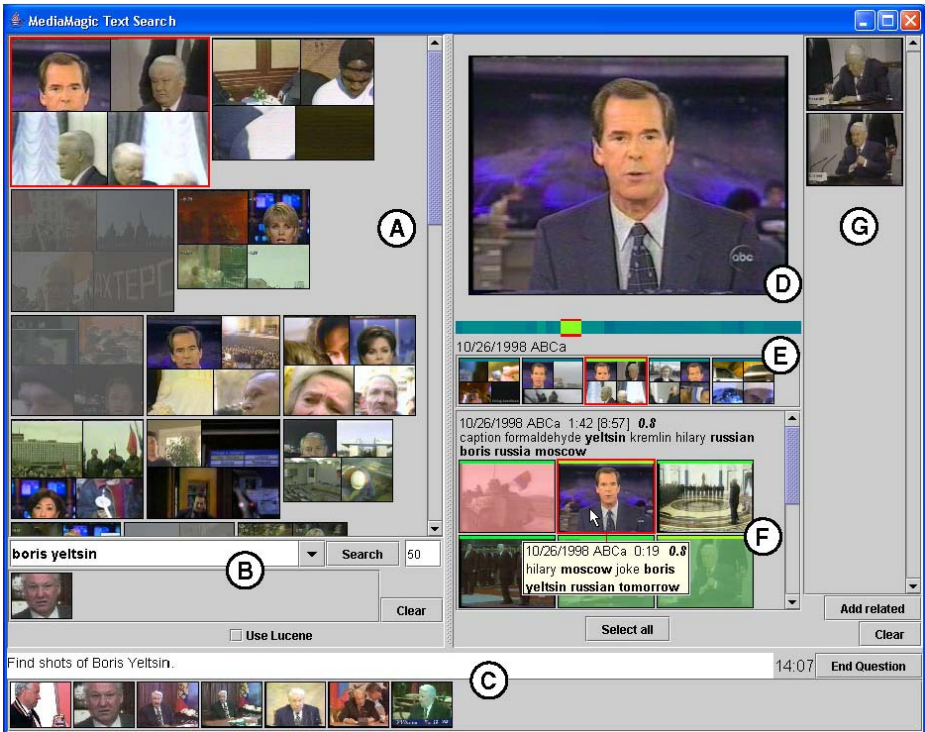 MediaMagic Text Search
A
AXTEPC
D
abc
G
10/26/1998 ABCa
E
10/26/1998 ABCa 1:42 [8:57] 0.8
caption formaldehyde yeltsin kremlin hilary russian
boris russia moscow
F
10/26/1998 ABCa 0:19 0.8
hilary moscow joke boris
yeltsin russian tomorrow
boris yeltsin
Search
50
B
Clear
Use Lucene
Select all
Add related
Clear
Find shots of Boris Yeltsin.
14:07
End Question
C